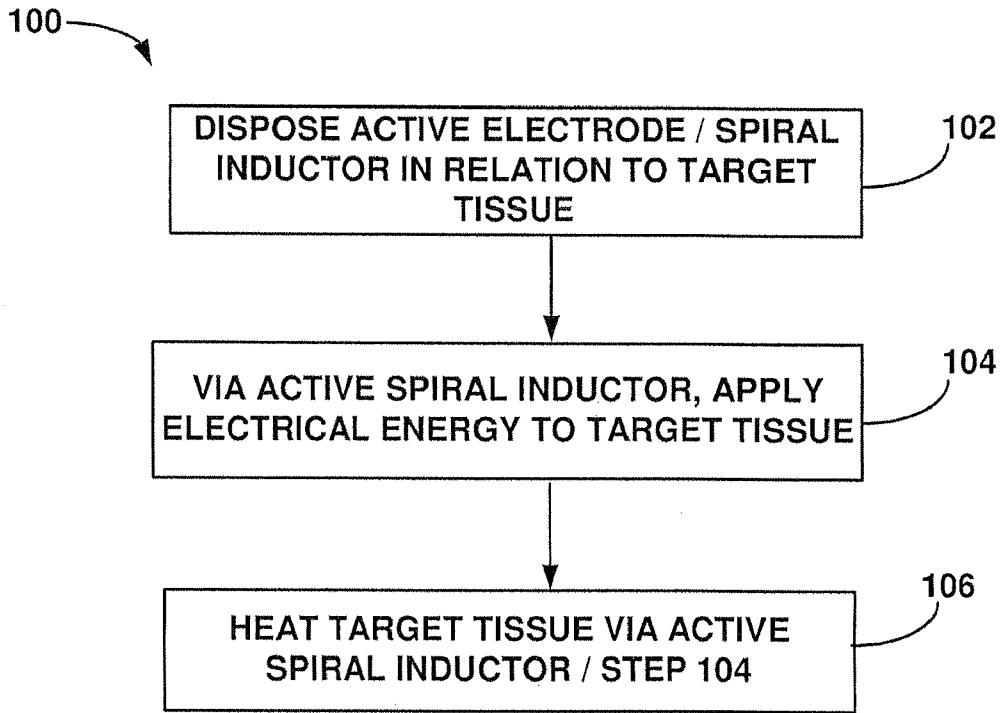 100
DISPOSE ACTIVE ELECTRODE / SPIRAL
INDUCTOR IN RELATION TO TARGET
TISSUE
102
VIA ACTIVE SPIRAL INDUCTOR, APPLY
ELECTRICAL ENERGY TO TARGET TISSUE
104
HEAT TARGET TISSUE VIA ACTIVE
SPIRAL INDUCTOR / STEP 104
106